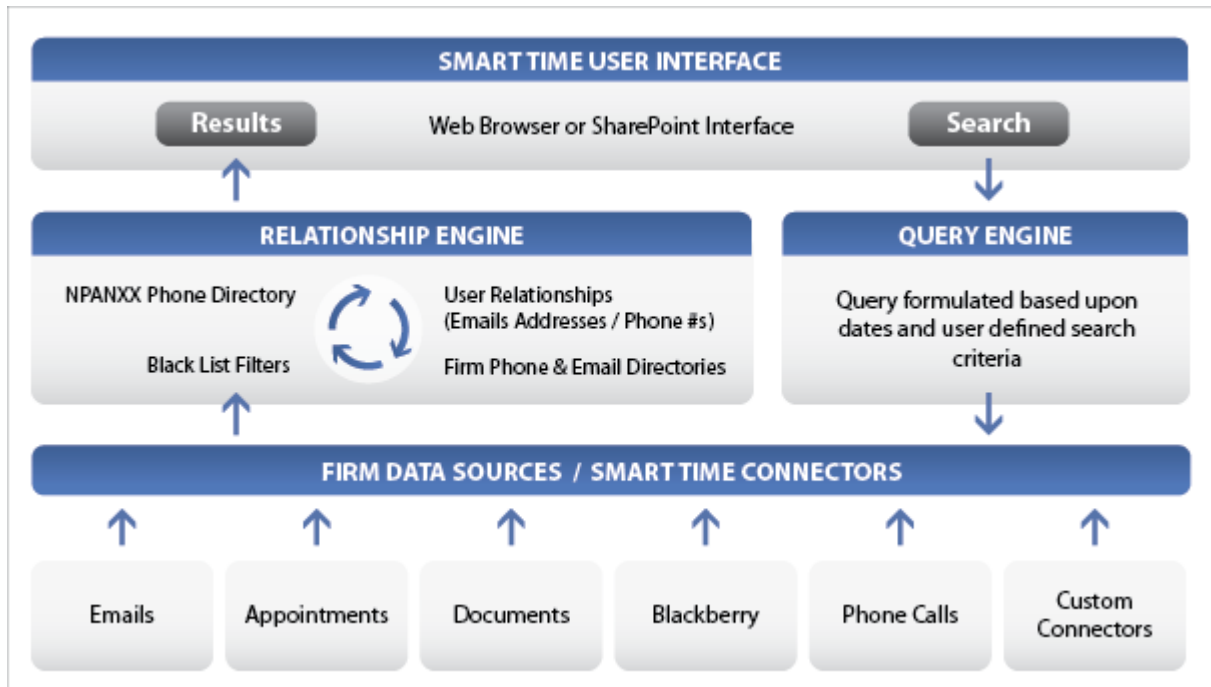 SMART TIME USER INTERFACE
Results
Web Browser or SharePoint Interface
Search
RELATIONSHIP ENGINE
NPANXX Phone Directory
User Relationships
(Emails Addresses / Phone #s)
Black List Filters
Firm Phone & Email Directories
QUERY ENGINE
Query formulated based upon
dates and user defined search
criteria
FIRM DATA SOURCES / SMART TIME CONNECTORS
Emails
Appointments
Documents
Blackberry
Phone Calls
Custom
Connectors